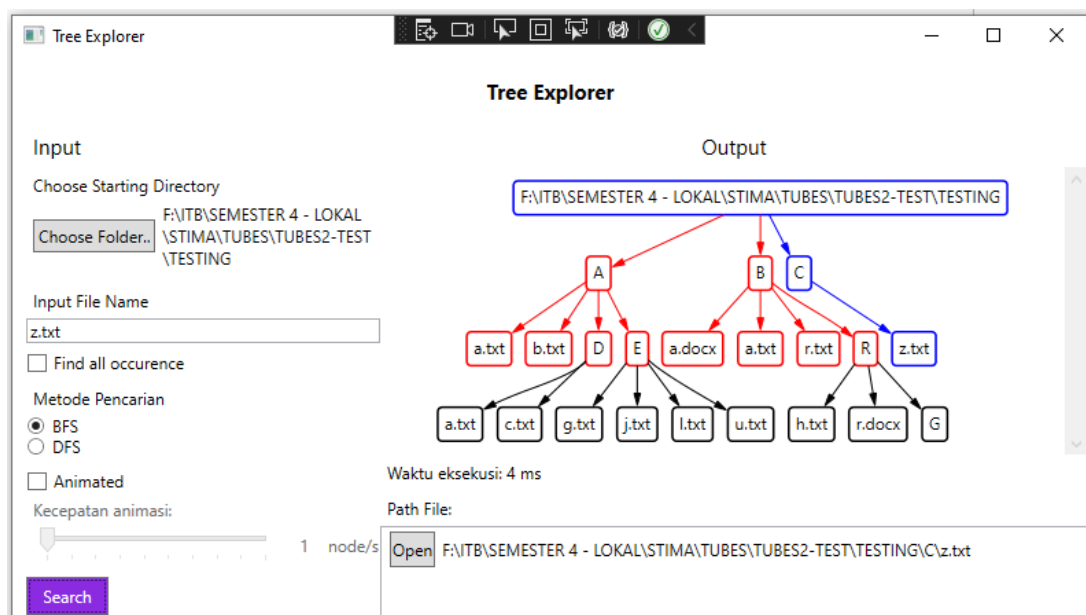 Tree Explorer
Tree Explorer
Input
Choose Starting Directory
Choose Folder..
F:\ITB\SEMESTER 4 - LOKAL
\STIMA\TUBES\TUBES2-TEST
\TESTING
Input File Name
z.txt
Find all occurence
Metode Pencarian
BFS
DFS
Animated
Kecepatan animasi:
1 node/s
Search
Output
F:\ITB\SEMESTER 4 - LOKAL\STIMA\TUBES\TUBES2-TEST\TESTING
A B C
a.txt b.txt D E a.docx a.txt r.txt R z.txt
a.txt c.txt g.txt j.txt l.txt u.txt h.txt r.docx G
Waktu eksekusi: 4 ms
Path File:
Open F:\ITB\SEMESTER 4 - LOKAL\STIMA\TUBES\TUBES2-TEST\TESTING\C\z.txt